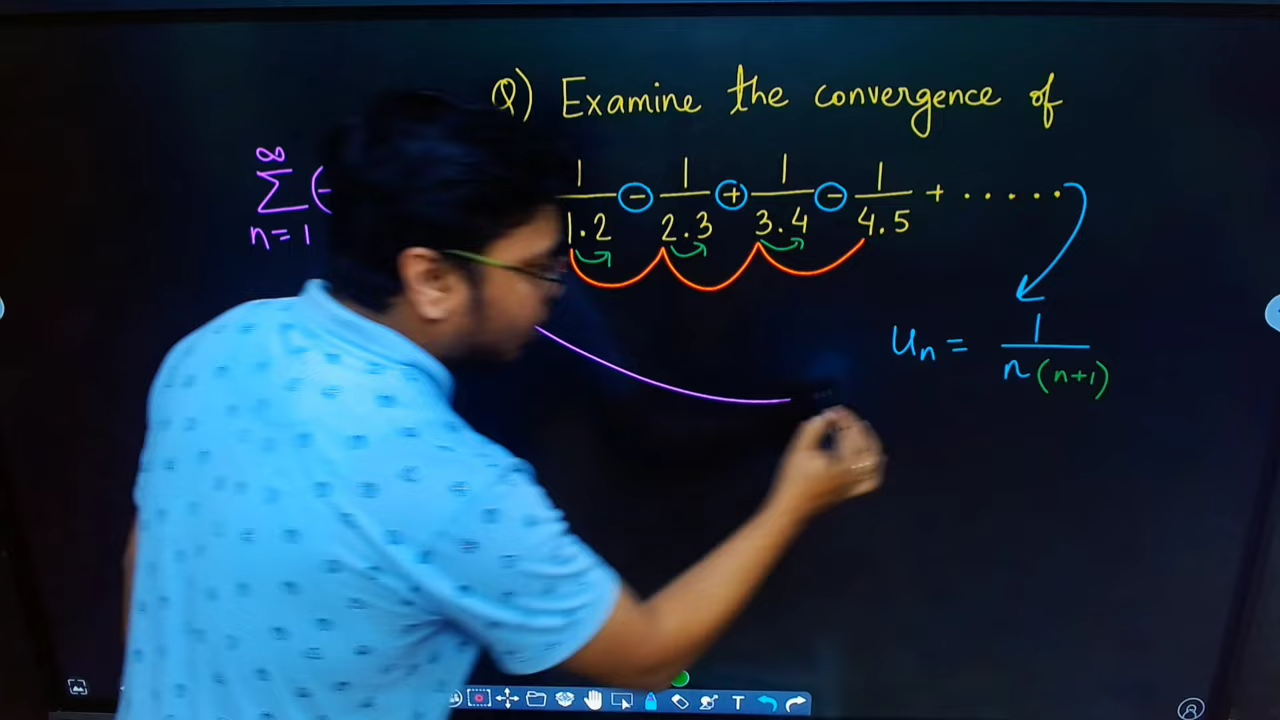 Q) Examine the convergence of
∞
Σ (-
n=1
1/1.2 - 1/2.3 + 1/3.4 - 1/4.5 + ......
uₙ = 1/n(n+1)
T